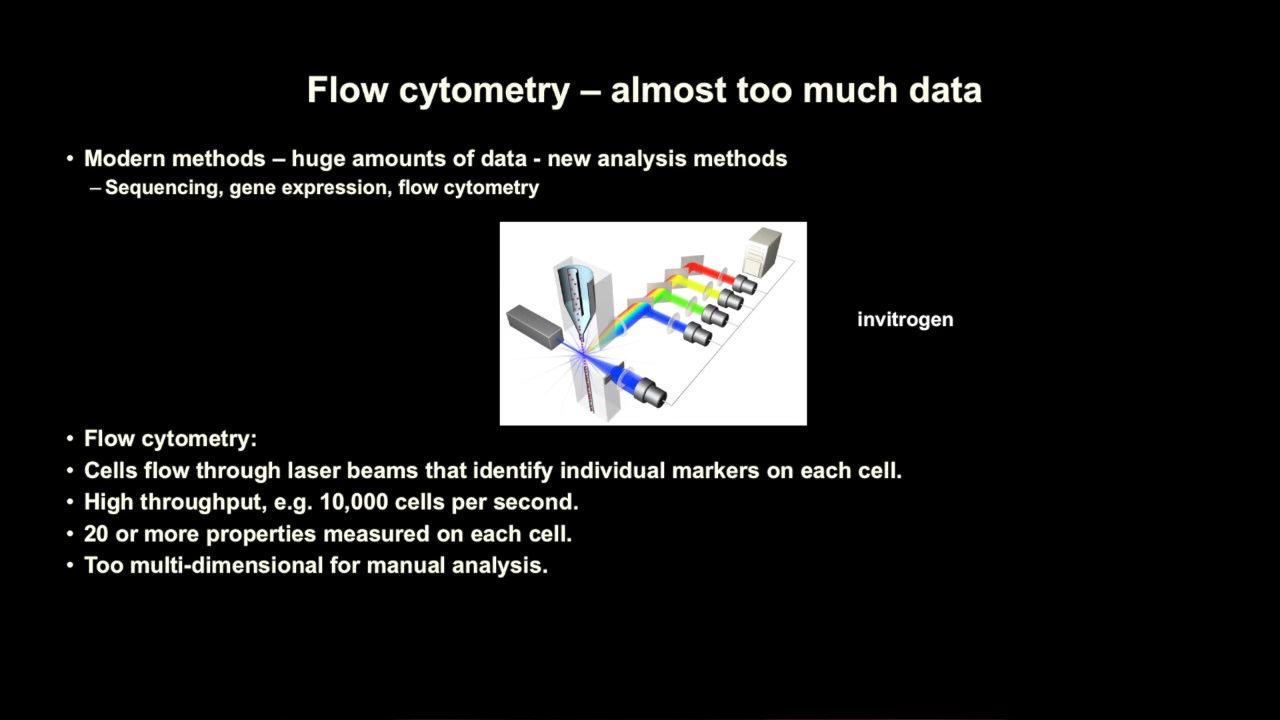 Flow cytometry – almost too much data
• Modern methods – huge amounts of data - new analysis methods
– Sequencing, gene expression, flow cytometry
invitrogen
• Flow cytometry:
• Cells flow through laser beams that identify individual markers on each cell.
• High throughput, e.g. 10,000 cells per second.
• 20 or more properties measured on each cell.
• Too multi-dimensional for manual analysis.